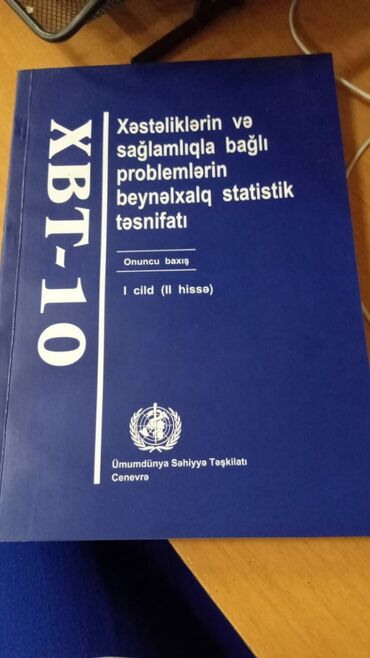 XBT-10
Xəstəliklərin və
sağlamlıqla bağlı
problemlərin
beynəlxalq statistik
təsnifatı
Onuncu baxış
I cild (II hissə)
Ümumdünya Səhiyyə Təşkilatı
Cenevrə